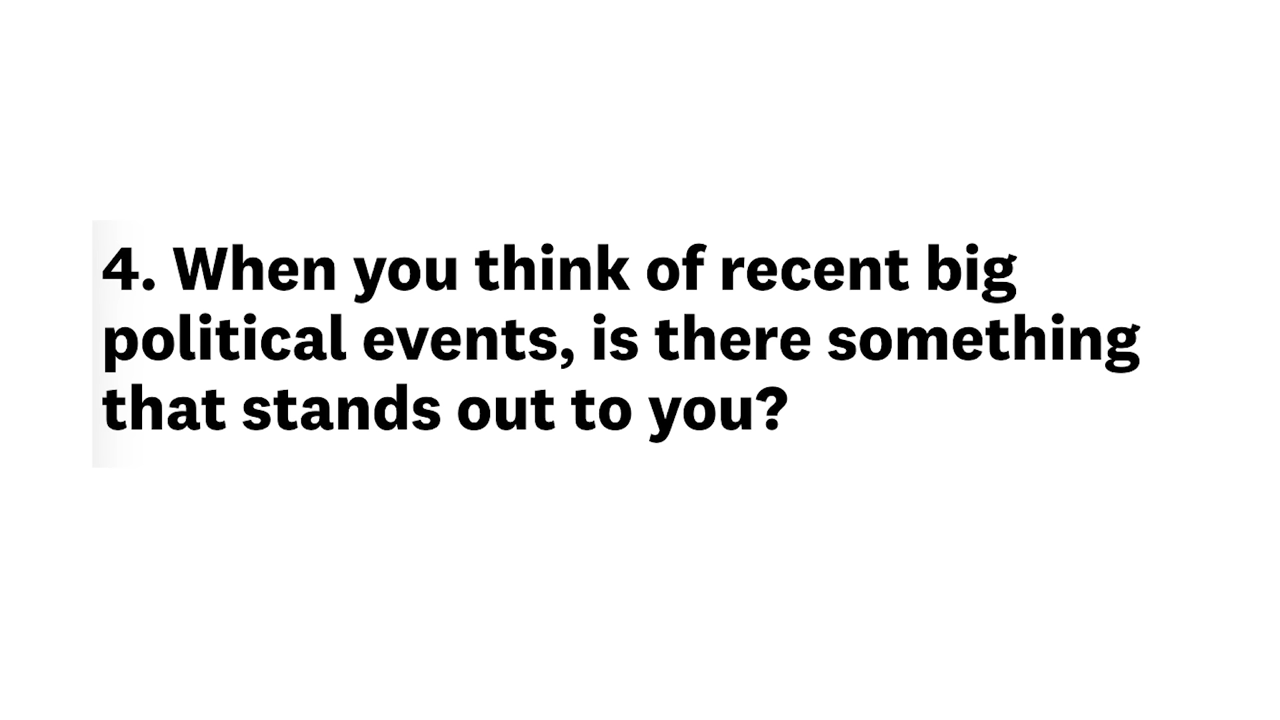 4. When you think of recent big
political events, is there something
that stands out to you?